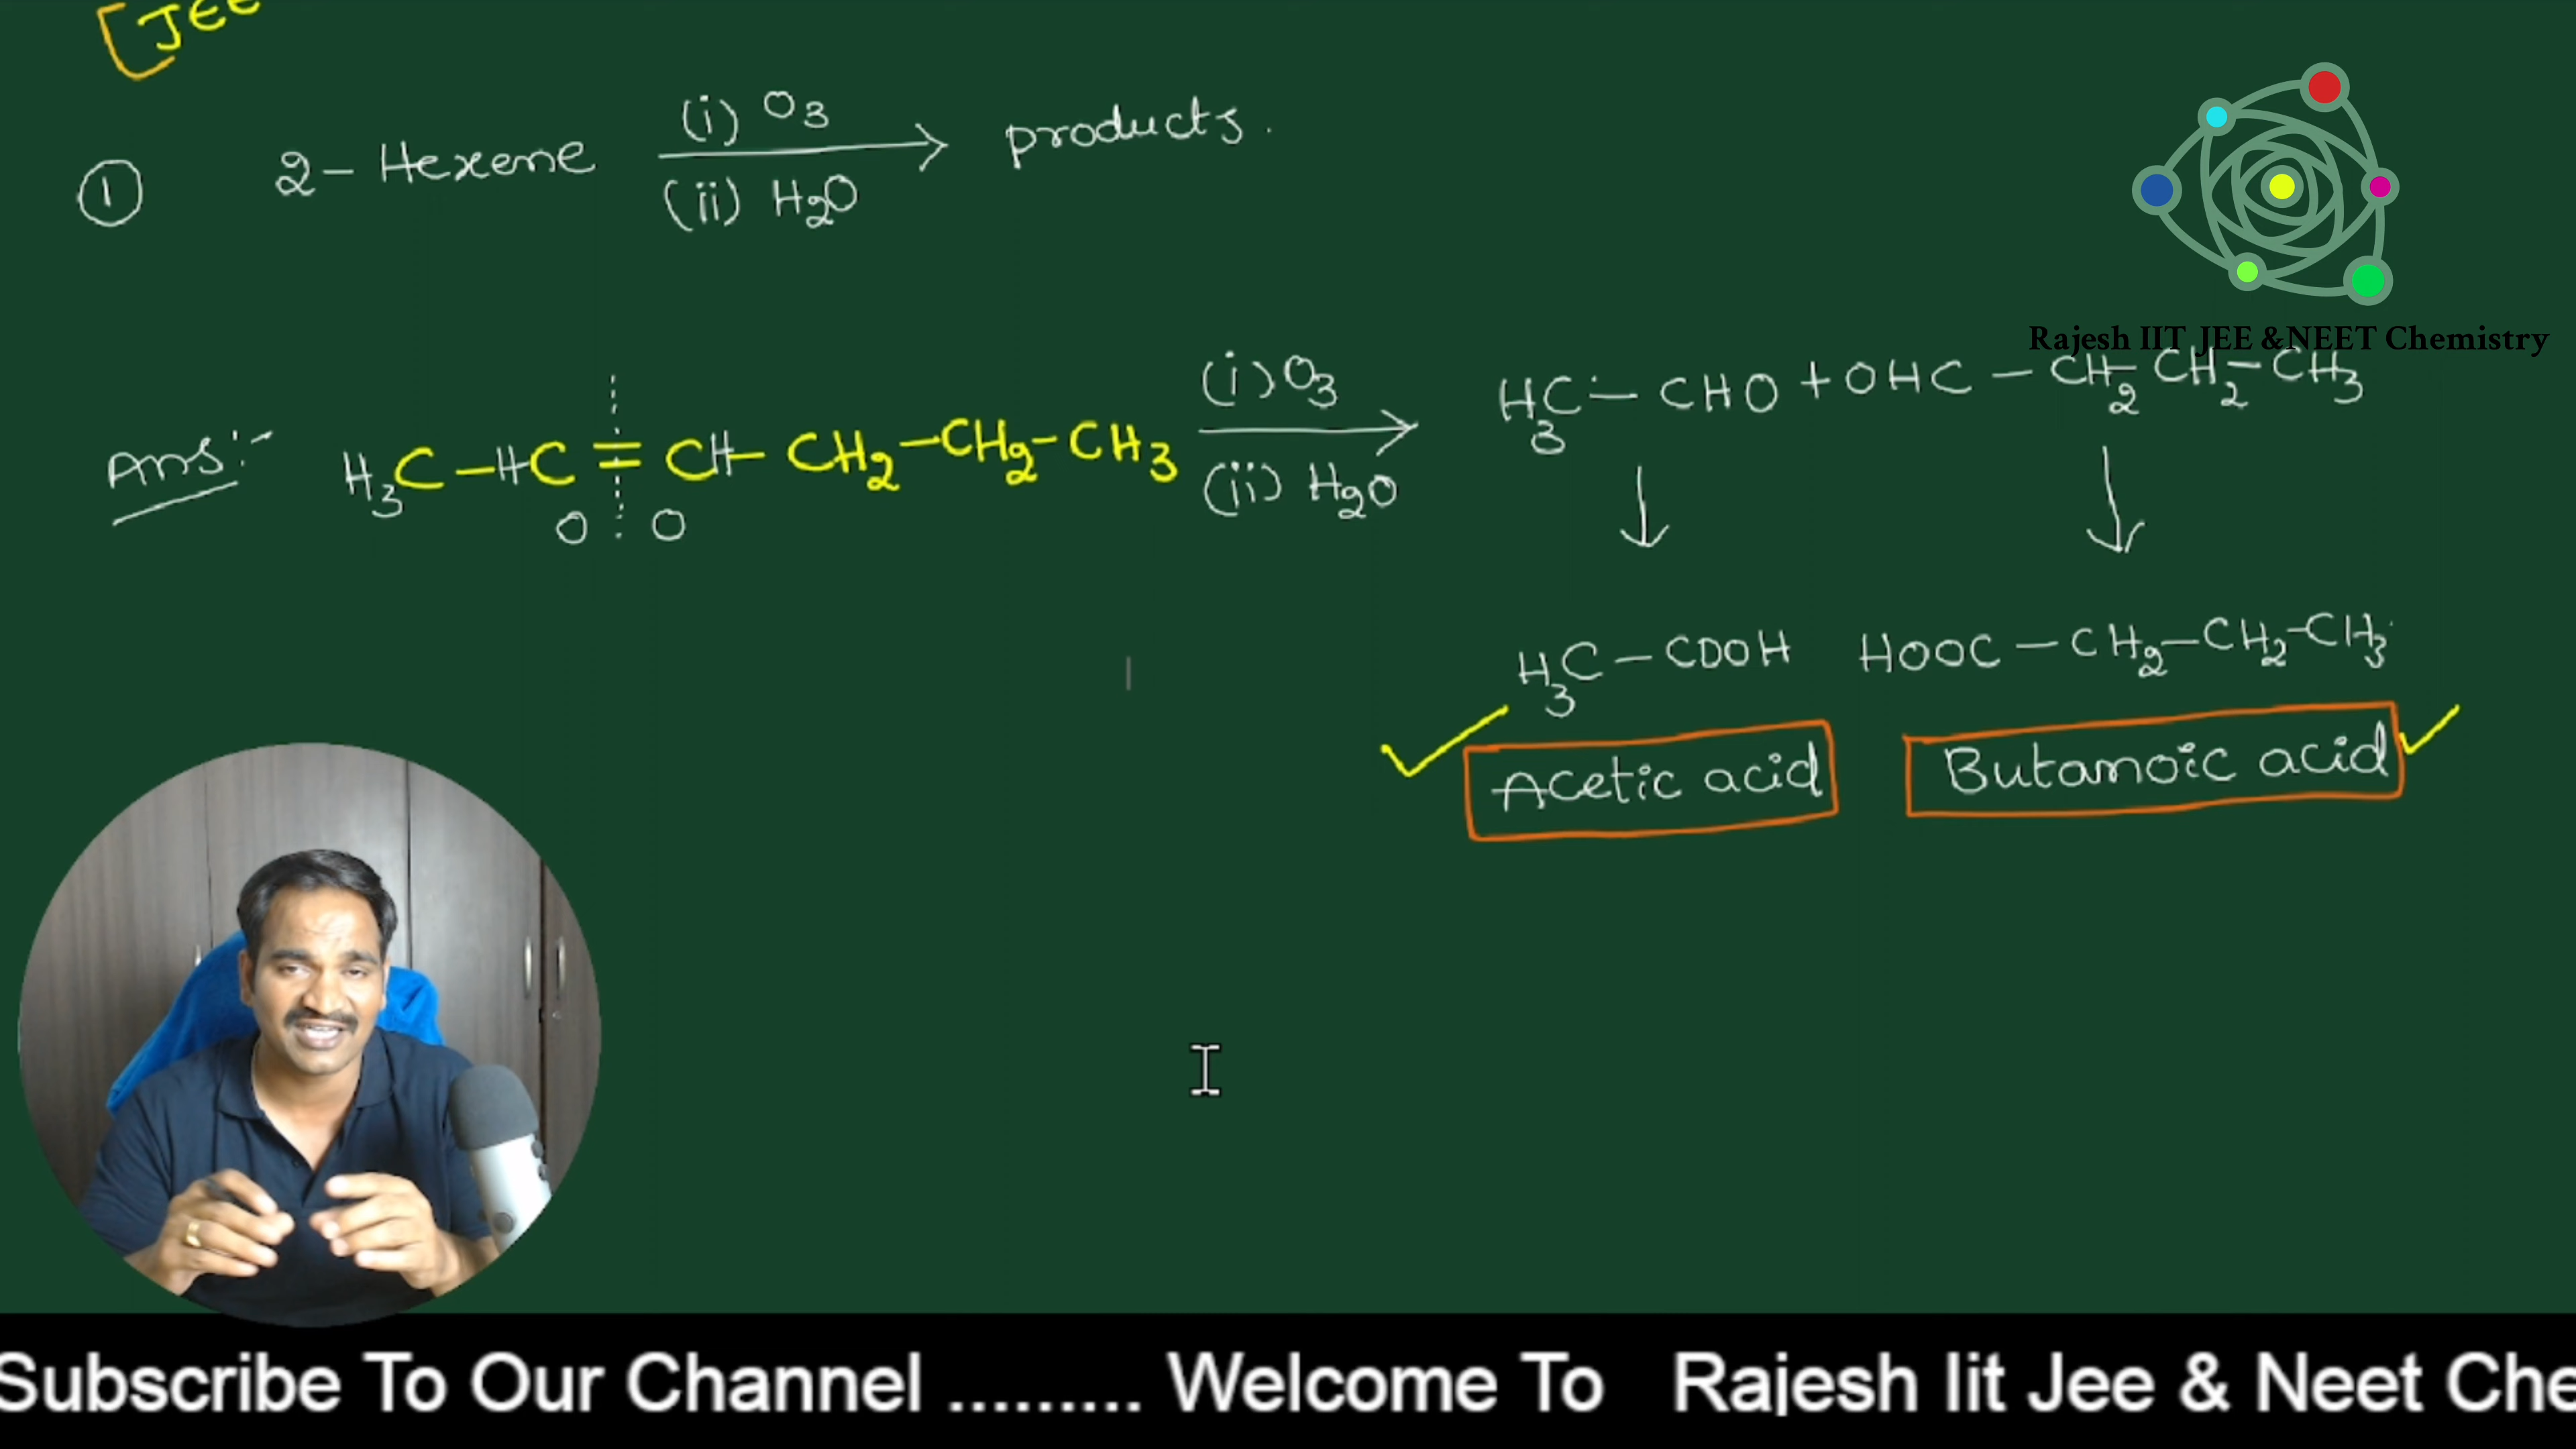 [JEE
(i) O3
① 2-Hexene → products.
(ii) H2O
Rajesh IIT JEE &NEET Chemistry
Ans:- H3C-HC=CH-CH2-CH2-CH3 (i) O3 → H3C-CHO+OHC-CH2-CH2-CH3
(ii) H2O
O O
↓ ↓
H3C-COOH HOOC-CH2-CH2-CH3
✓ Acetic acid Butanoic acid ✓
Subscribe To Our Channel ......... Welcome To Rajesh Iit Jee & Neet Che